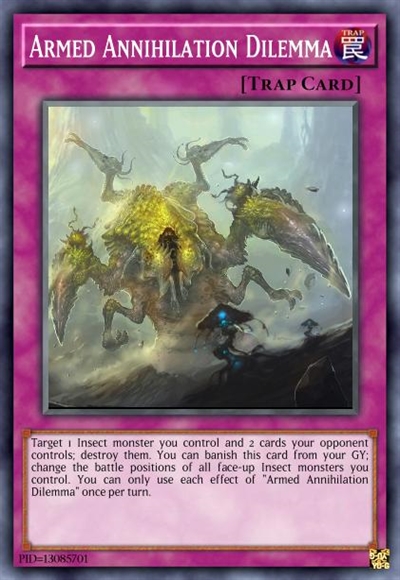 ARMED ANNIHILATION DILEMMA
TRAP
罠
[TRAP CARD]
Target 1 Insect monster you control and 2 cards your opponent
controls; destroy them. You can banish this card from your GY;
change the battle positions of all face-up Insect monsters you
control. You can only use each effect of "Armed Annihilation
Dilemma" once per turn.
PID=13085701